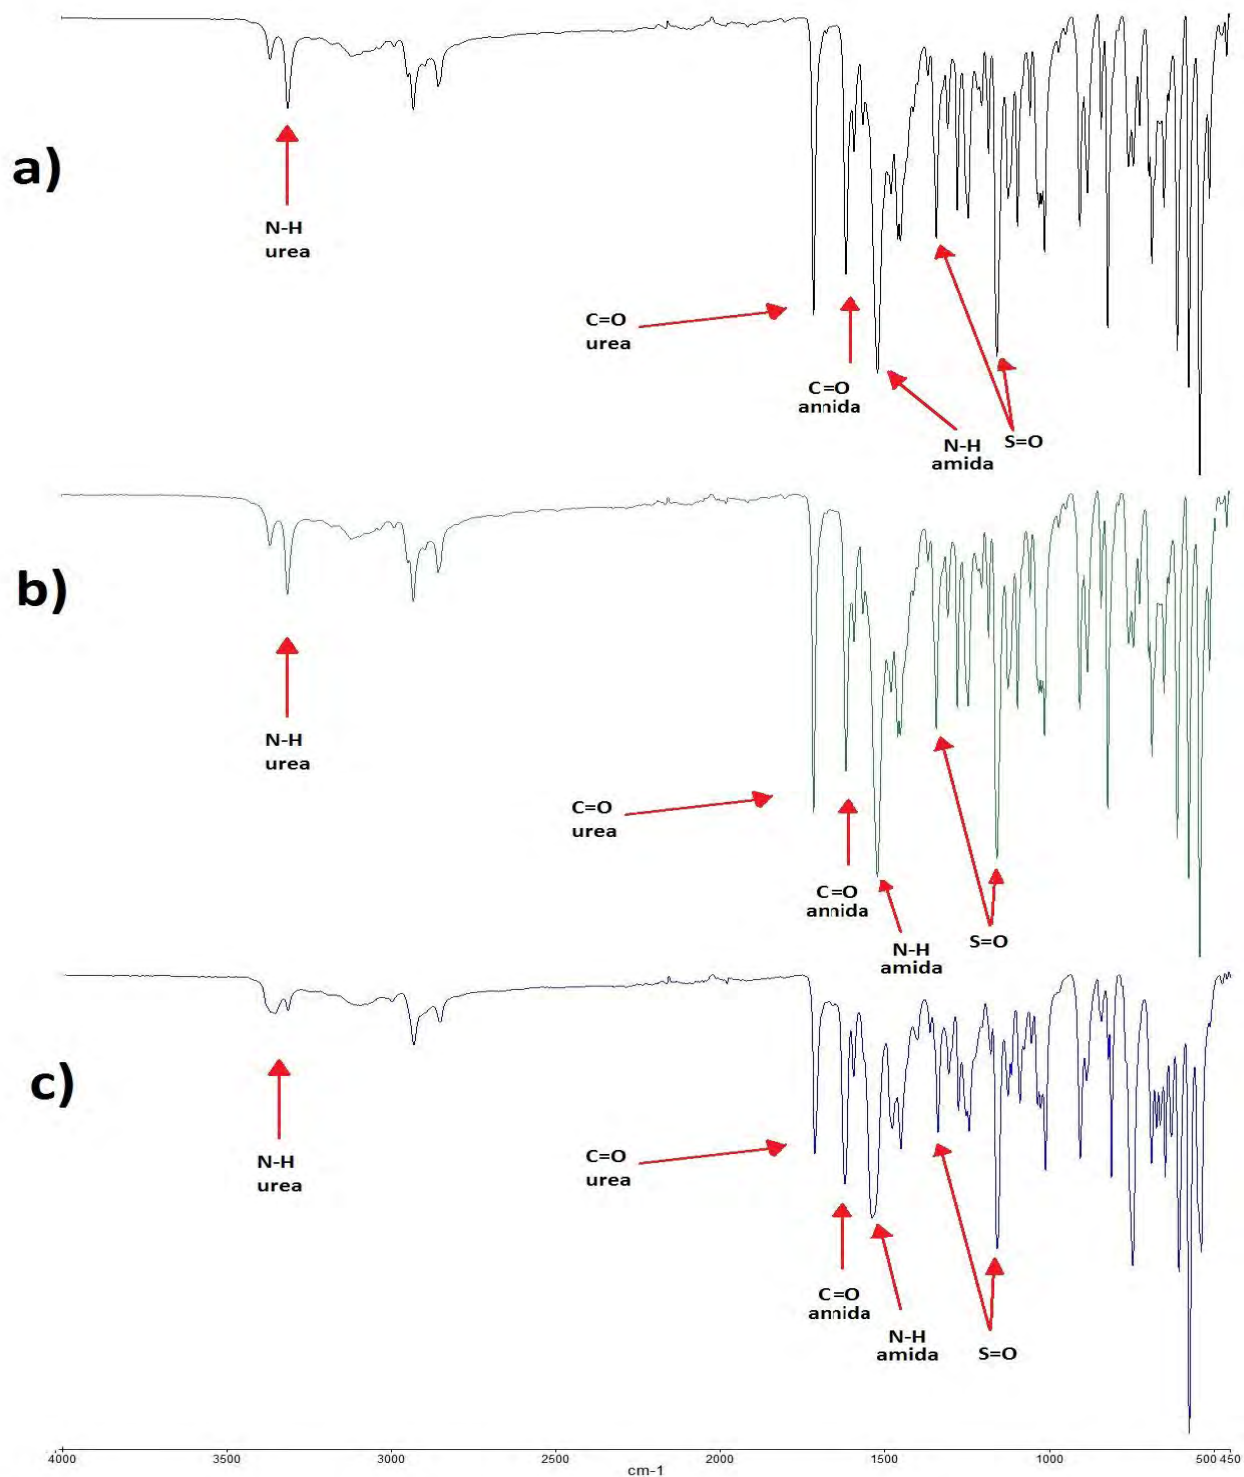 a)
N-H
urea
C=O
urea
C=O
amida
N-H
amida
S=O
b)
N-H
urea
C=O
urea
C=O
amida
N-H
amida
S=O
c)
N-H
urea
C=O
urea
C=O
amida
N-H
amida
S=O
4000 3500 3000 2500 2000 1500 1000 500 450
cm-1